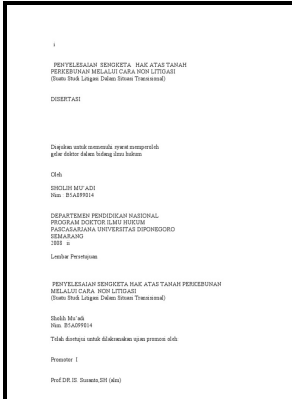 i
PENYELESAIAN SENGKETA HAK ATAS TANAH
PERKEBUNAN MELALUI CARA NON LITIGASI
(Suatu Studi Litigasi Dalam Situasi Transisional)
DISERTASI
Diajukan untuk memenuhi syarat memperoleh
gelar doktor dalam bidang ilmu hukum
Oleh
SHOLIH MU'ADI
Nim : B5A099014
DEPARTEMEN PENDIDIKAN NASIONAL
PROGRAM DOKTOR ILMU HUKUM
PASCASARJANA UNIVERSITAS DIPONEGORO
SEMARANG
2008 ii
Lembar Persetujuan
PENYELESAIAN SENGKETA HAK ATAS TANAH PERKEBUNAN
MELALUI CARA NON LITIGASI
(Suatu Studi Litigasi Dalam Situasi Transisional)
Sholih Mu'adi
Nim. B5A099014
Telah disetujui untuk dilaksanakan ujian promosi oleh:
Promotor I
Prof.DR.IS. Susanto,SH (alm)